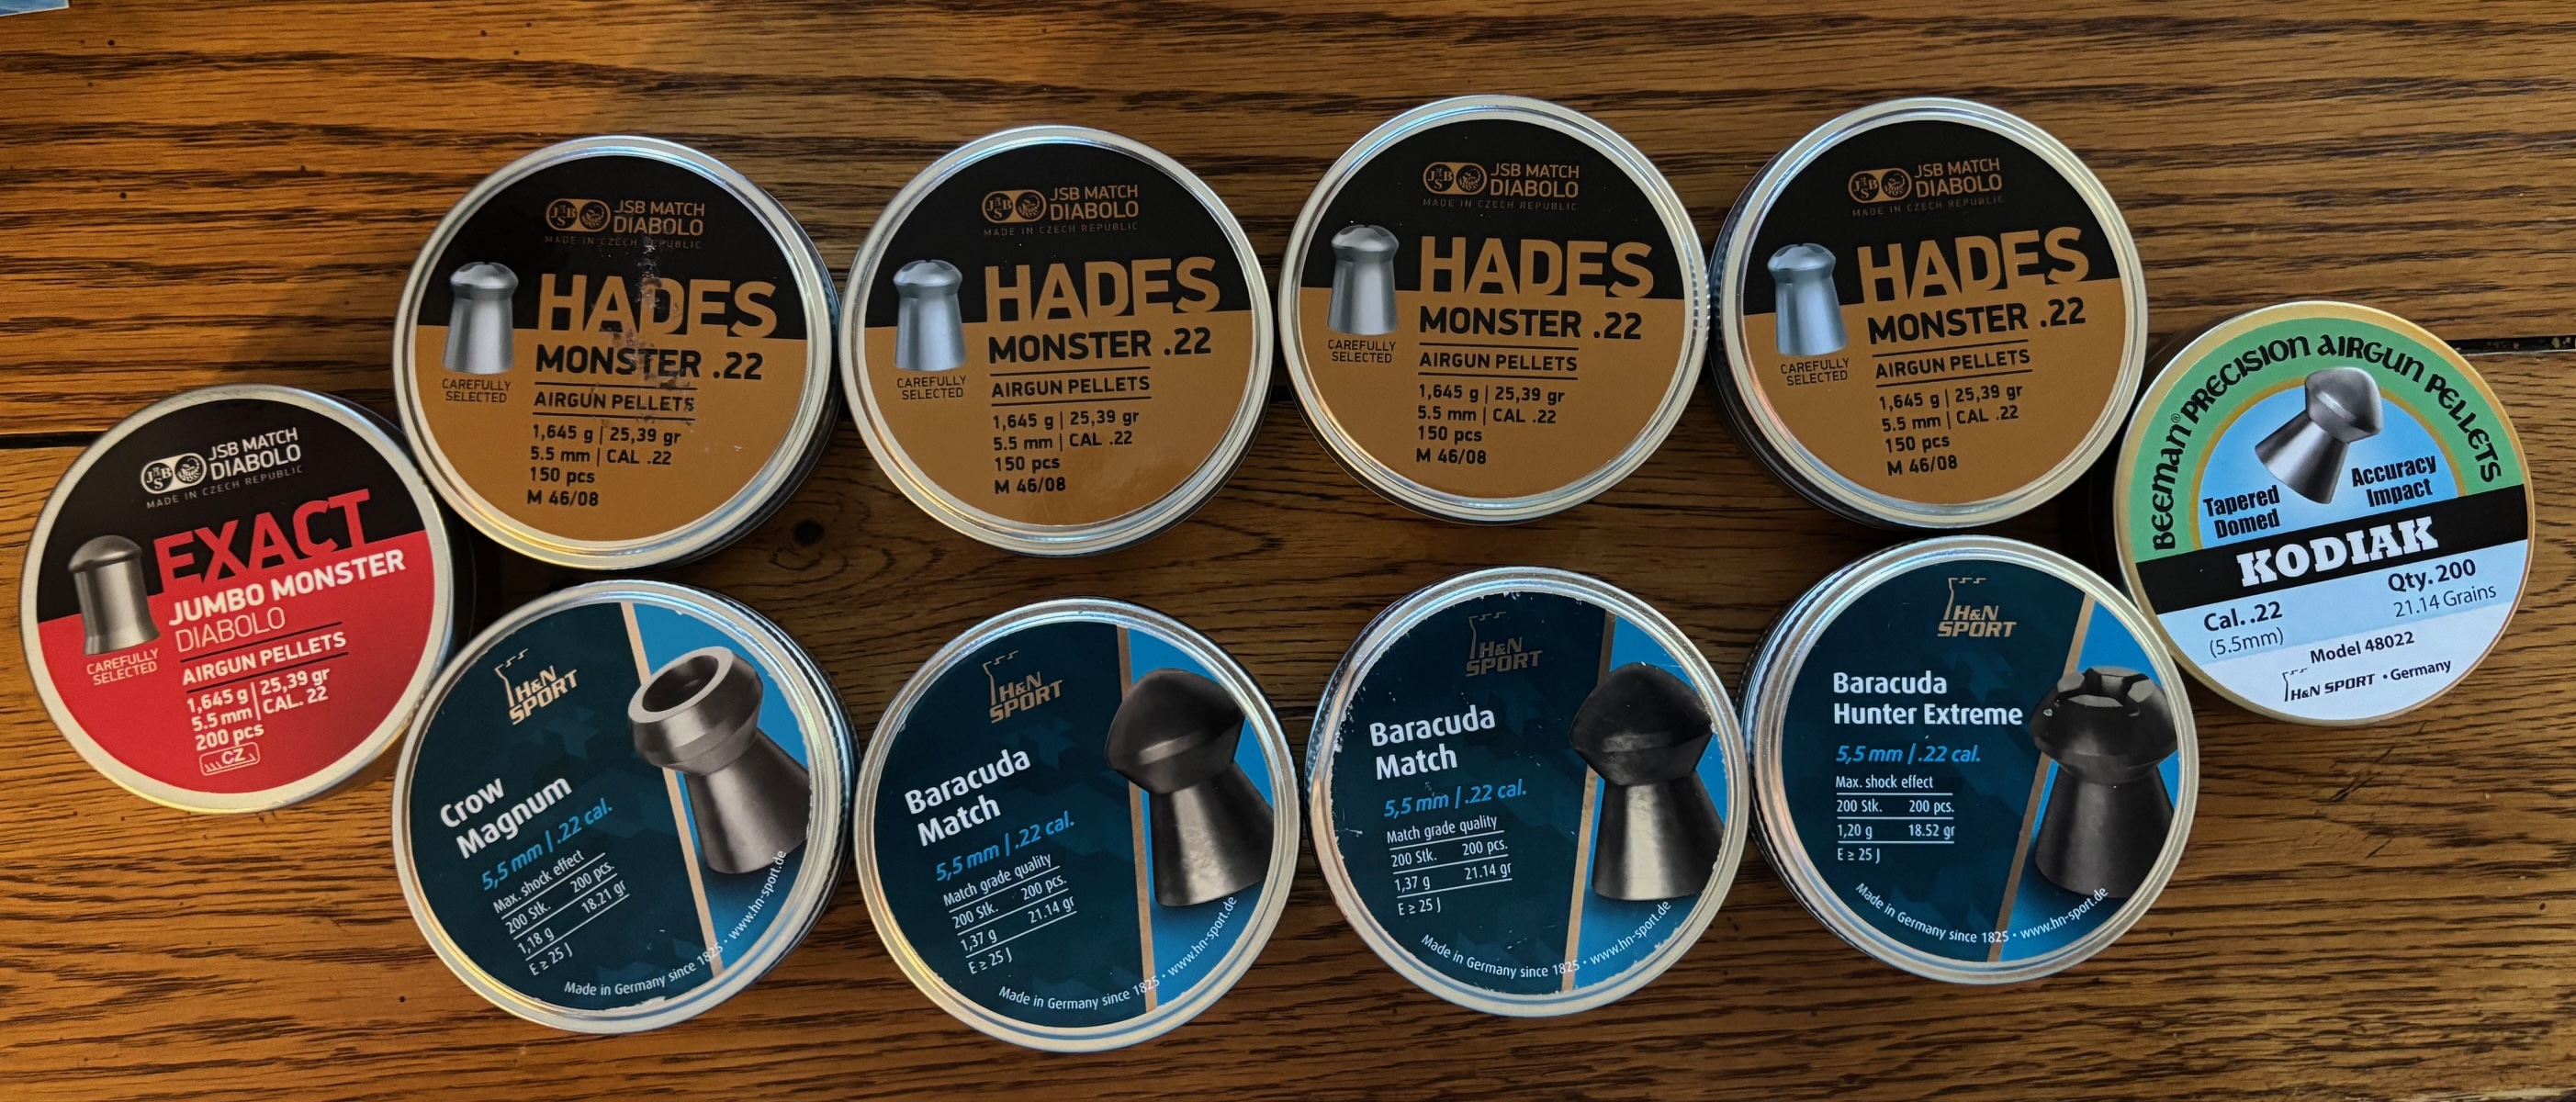 JSB MATCH
DIABOLO
MADE IN CZECH REPUBLIC
EXACT
JUMBO MONSTER
DIABOLO
CAREFULLY
SELECTED
AIRGUN PELLETS
1,645 g | 25,39 gr
5.5 mm | CAL. 22
200 pcs
CZ
JSB MATCH
DIABOLO
MADE IN CZECH REPUBLIC
HADES
MONSTER .22
CAREFULLY
SELECTED
AIRGUN PELLETS
1,645 g | 25,39 gr
5.5 mm | CAL .22
150 pcs
M 46/08
JSB MATCH
DIABOLO
MADE IN CZECH REPUBLIC
HADES
MONSTER .22
CAREFULLY
SELECTED
AIRGUN PELLETS
1,645 g | 25,39 gr
5.5 mm | CAL .22
150 pcs
M 46/08
JSB MATCH
DIABOLO
MADE IN CZECH REPUBLIC
HADES
MONSTER .22
CAREFULLY
SELECTED
AIRGUN PELLETS
1,645 g | 25,39 gr
5.5 mm | CAL .22
150 pcs
M 46/08
JSB MATCH
DIABOLO
MADE IN CZECH REPUBLIC
HADES
MONSTER .22
CAREFULLY
SELECTED
AIRGUN PELLETS
1,645 g | 25,39 gr
5.5 mm | CAL .22
150 pcs
M 46/08
BEEMAN® PRECISION AIRGUN PELLETS
Tapered
Domed
Accuracy
Impact
KODIAK
Cal. .22
(5.5mm)
Qty. 200
21.14 Grains
Model 48022
H&N SPORT • Germany
H&N
SPORT
Crow
Magnum
5,5 mm | .22 cal.
Max. shock effect
200 Stk. 200 pcs.
1,18 g 18.21 gr
E ≥ 25 J
Made in Germany since 1825 • www.hn-sport.de
H&N
SPORT
Baracuda
Match
5,5 mm | .22 cal.
Match grade quality
200 Stk. 200 pcs.
1,37 g 21.14 gr
E ≥ 25 J
Made in Germany since 1825 • www.hn-sport.de
H&N
SPORT
Baracuda
Match
5,5 mm | .22 cal.
Match grade quality
200 Stk. 200 pcs.
1,37 g 21.14 gr
E ≥ 25 J
Made in Germany since 1825 • www.hn-sport.de
H&N
SPORT
Baracuda
Hunter Extreme
5,5 mm | .22 cal.
Max. shock effect
200 Stk. 200 pcs.
1,20 g 18.52 gr
E ≥ 25 J
Made in Germany since 1825 • www.hn-sport.de